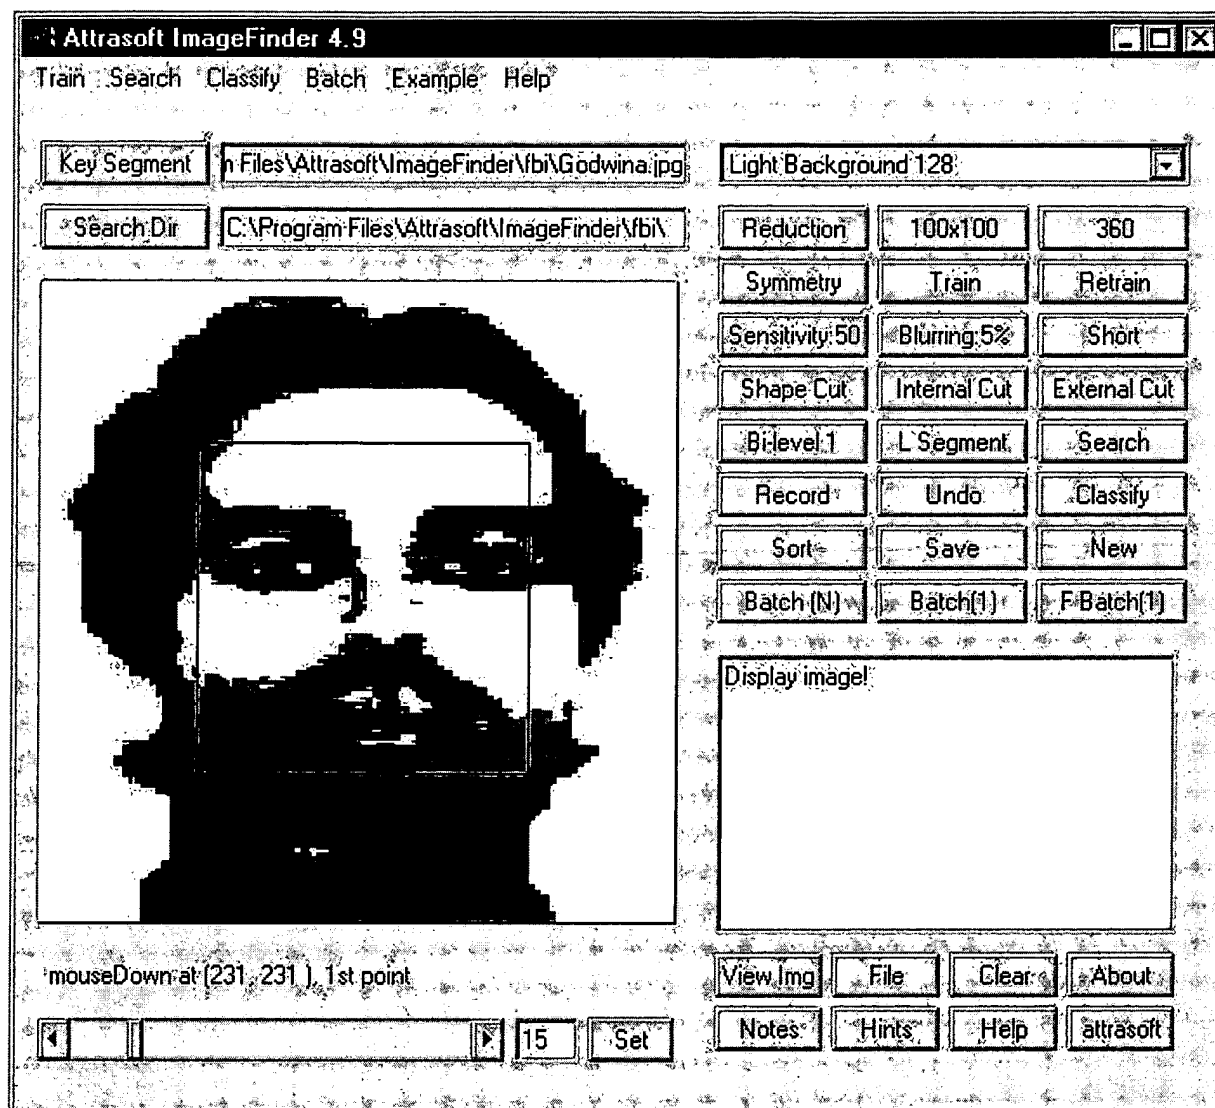 Attrasoft ImageFinder 4.9
Train Search Classify Batch Example Help
Key Segment n Files\Attrasoft\ImageFinder\fbi\Godwina.jpg Light Background 128
Search Dir C:\Program Files\Attrasoft\ImageFinder\fbi\
Reduction 100x100 360
Symmetry Train Retrain
Sensitivity:50 Blurring:5% Short
Shape Cut Internal Cut External Cut
Bi-level 1 L Segment Search
Record Undo Classify
Sort Save New
Batch (N) Batch(1) F Batch(1)
Display image!
mouseDown at (231, 231 ), 1st point
View Img File Clear About
15 Set Notes Hints Help attrasoft